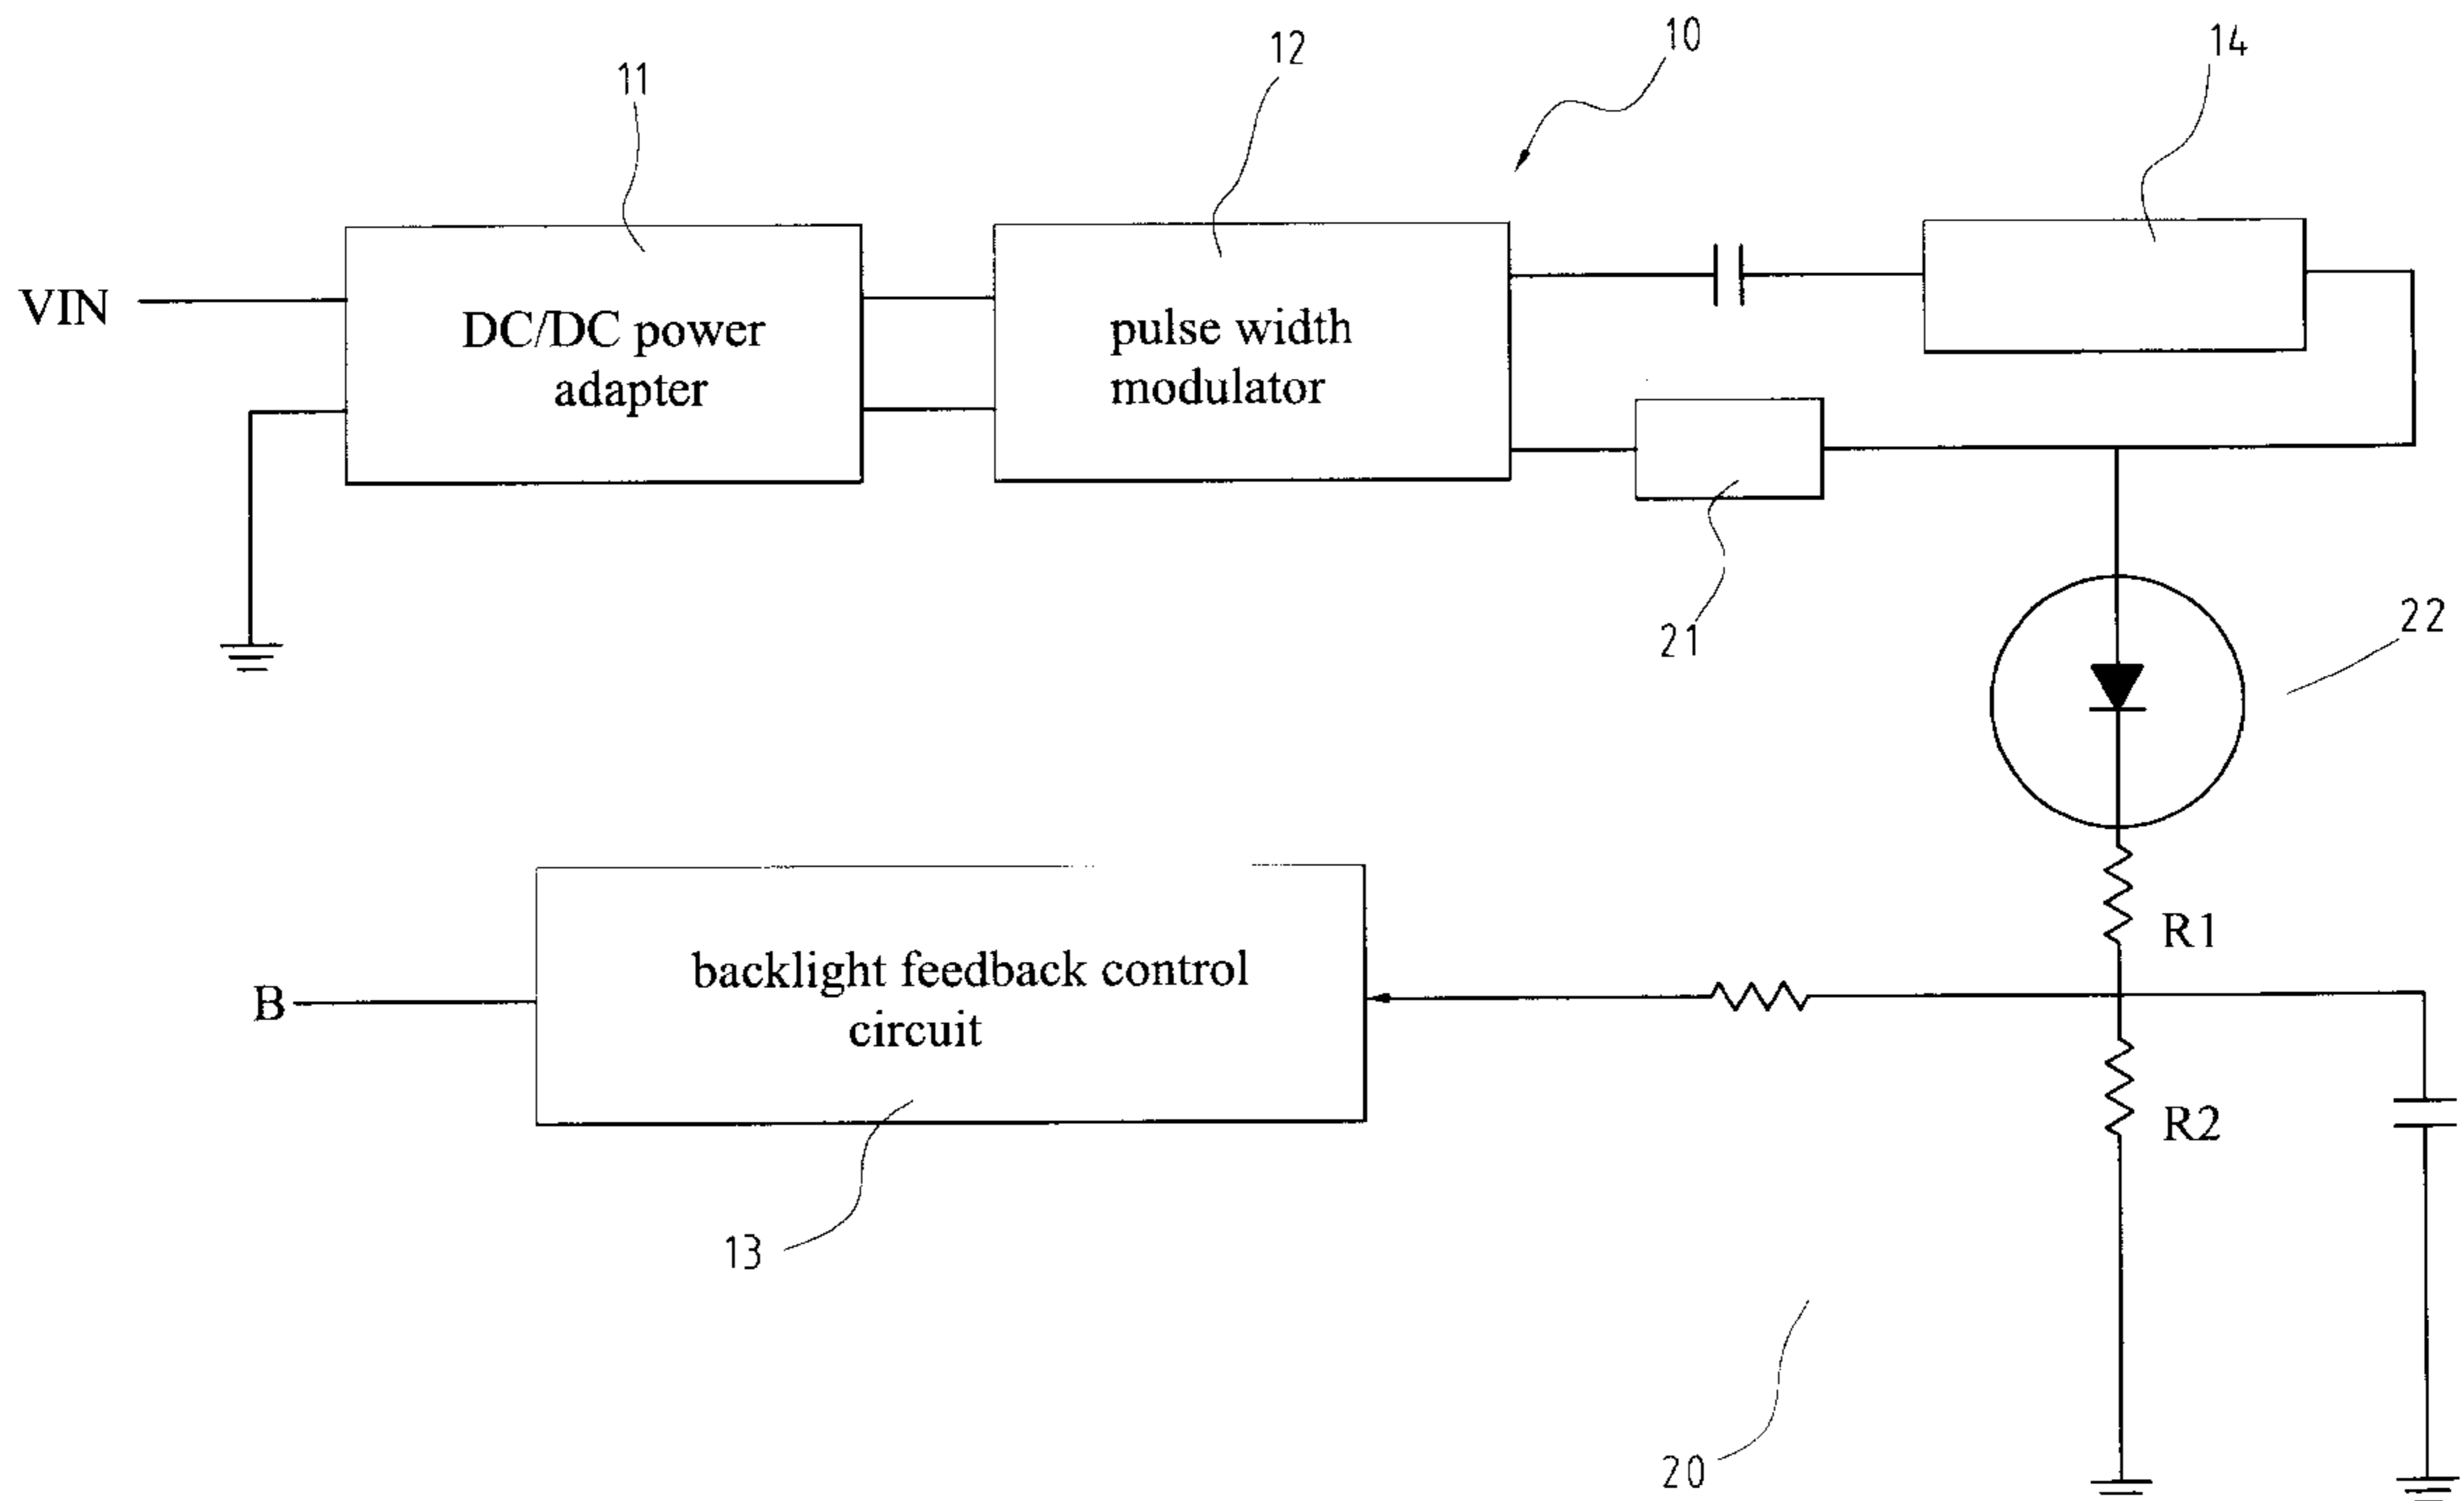 10
14
12
11
VIN
DC/DC power
adapter
pulse width
modulator
21
22
R1
backlight feedback control
circuit
B
R2
13
20